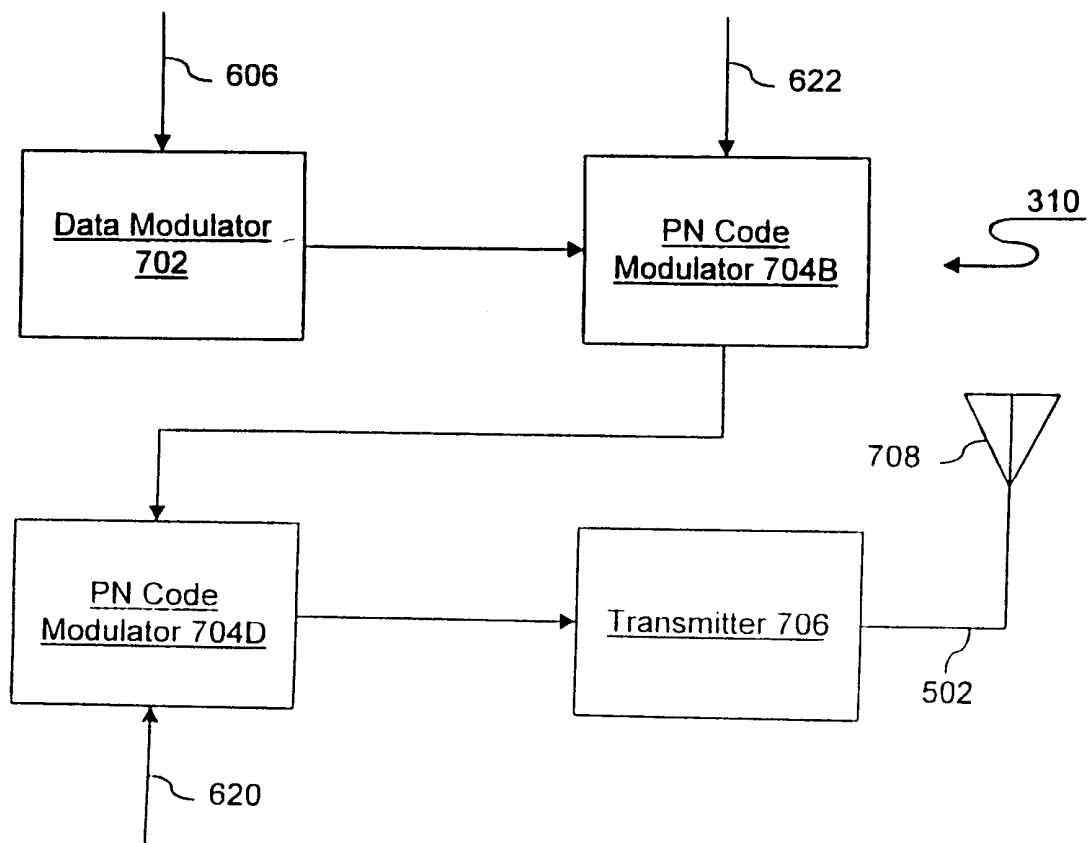 606
622
Data Modulator
702
PN Code
Modulator 704B
310
708
PN Code
Modulator 704D
Transmitter 706
502
620